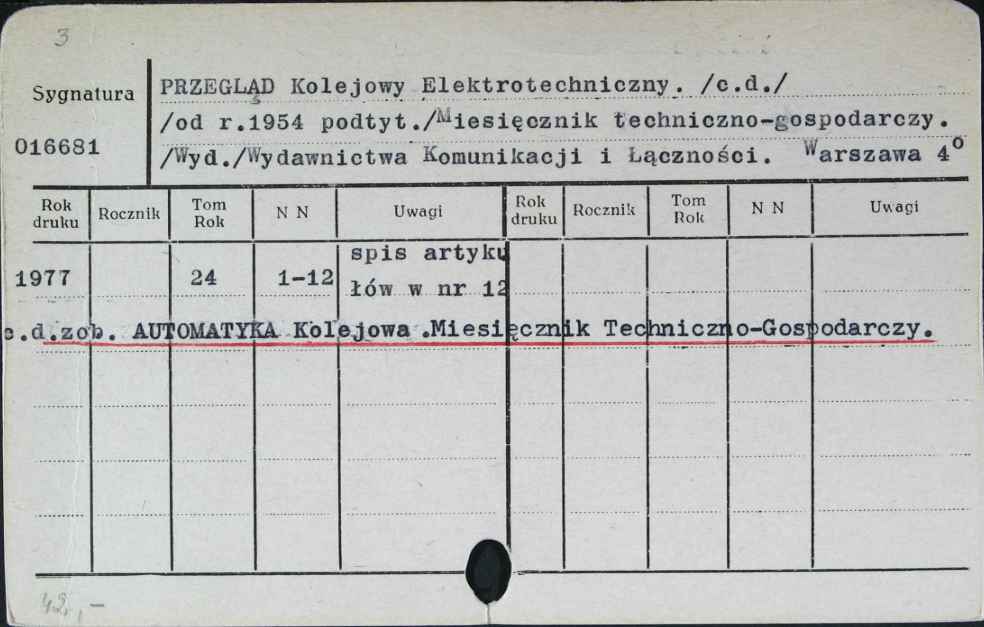 3
Sygnatura
016681
PRZEGLĄD Kolejowy Elektrotechniczny. /c.d./
/od r.1954 podtyt./Miesięcznik techniczno-gospodarczy.
/Wyd./Wydawnictwa Komunikacji i Łączności. Warszawa 4º
Rok druku Rocznik Tom Rok N N Uwagi Rok druku Rocznik Tom Rok N N Uwagi
1977 24 1-12 spis artyku
łów w nr 12
c.d.zob. AUTOMATYKA Kolejowa .Miesięcznik Techniczno-Gospodarczy.
42,-